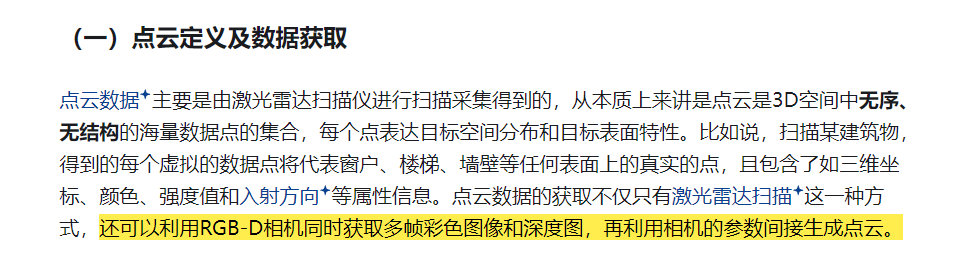 （一）点云定义及数据获取
点云数据主要是由激光雷达扫描仪进行扫描采集得到的，从本质上来讲是点云是3D空间中无序、
无结构的海量数据点的集合，每个点表达目标空间分布和目标表面特性。比如说，扫描某建筑物，
得到的每个虚拟的数据点将代表窗户、楼梯、墙壁等任何表面上的真实的点，且包含了如三维坐
标、颜色、强度值和入射方向等属性信息。点云数据的获取不仅只有激光雷达扫描这一种方
式，还可以利用RGB-D相机同时获取多帧彩色图像和深度图，再利用相机的参数间接生成点云。